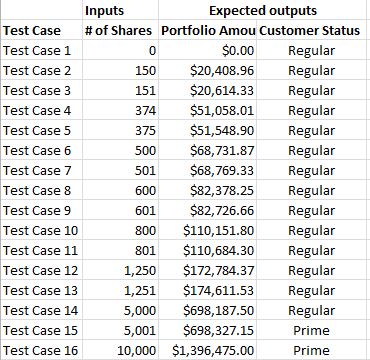 Inputs Expected outputs
Test Case # of Shares Portfolio Amou Customer Status
Test Case 1 0 $0.00 Regular
Test Case 2 150 $20,408.96 Regular
Test Case 3 151 $20,614.33 Regular
Test Case 4 374 $51,058.01 Regular
Test Case 5 375 $51,548.90 Regular
Test Case 6 500 $68,731.87 Regular
Test Case 7 501 $68,769.33 Regular
Test Case 8 600 $82,378.25 Regular
Test Case 9 601 $82,726.66 Regular
Test Case 10 800 $110,151.80 Regular
Test Case 11 801 $110,684.30 Regular
Test Case 12 1,250 $172,784.37 Regular
Test Case 13 1,251 $174,611.53 Regular
Test Case 14 5,000 $698,187.50 Regular
Test Case 15 5,001 $698,327.15 Prime
Test Case 16 10,000 $1,396,475.00 Prime